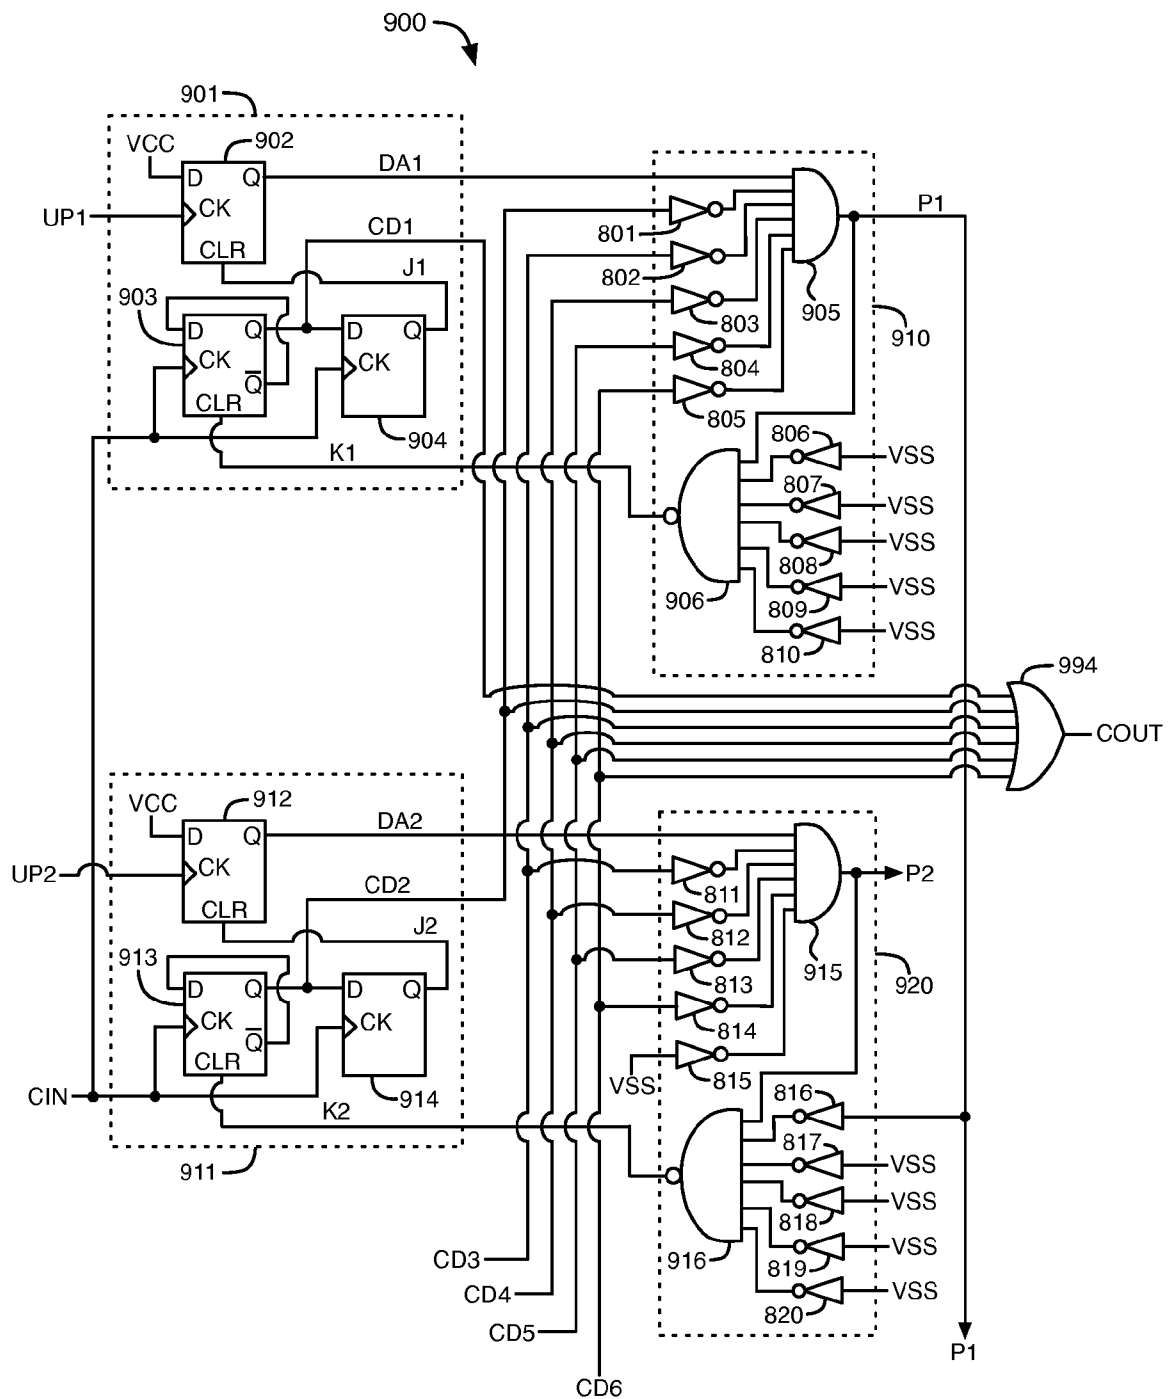 900
901
VCC
902
DA1
D
Q
P1
UP1
CK
801
CLR
CD1
802
J1
905
903
803
910
D
Q
D
Q
CK
CK
804
Q
CLR
805
904
K1
806
VSS
807
VSS
VSS
808
VSS
906
809
VSS
810
994
COUT
912
VCC
DA2
D
Q
UP2
CK
P2
CD2
811
CLR
812
J2
915
913
813
920
D
Q
D
Q
CK
CK
814
Q
CLR
VSS
815
CIN
914
816
K2
817
VSS
911
VSS
818
VSS
CD3
916
819
CD4
VSS
820
CD5
P1
CD6